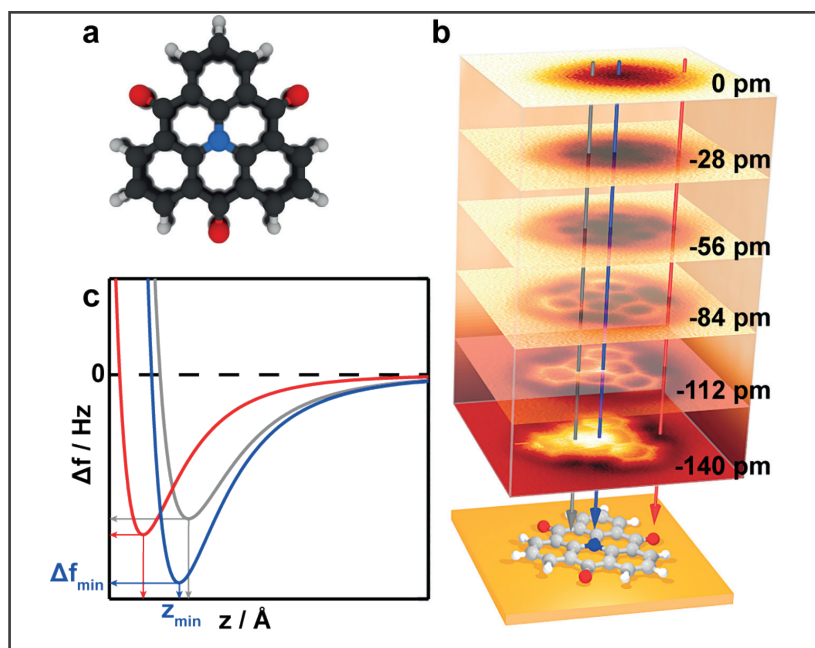 a
b
0 pm
-28 pm
-56 pm
-84 pm
-112 pm
-140 pm
c
0
Δf / Hz
Δfmin
zmin
z / Å